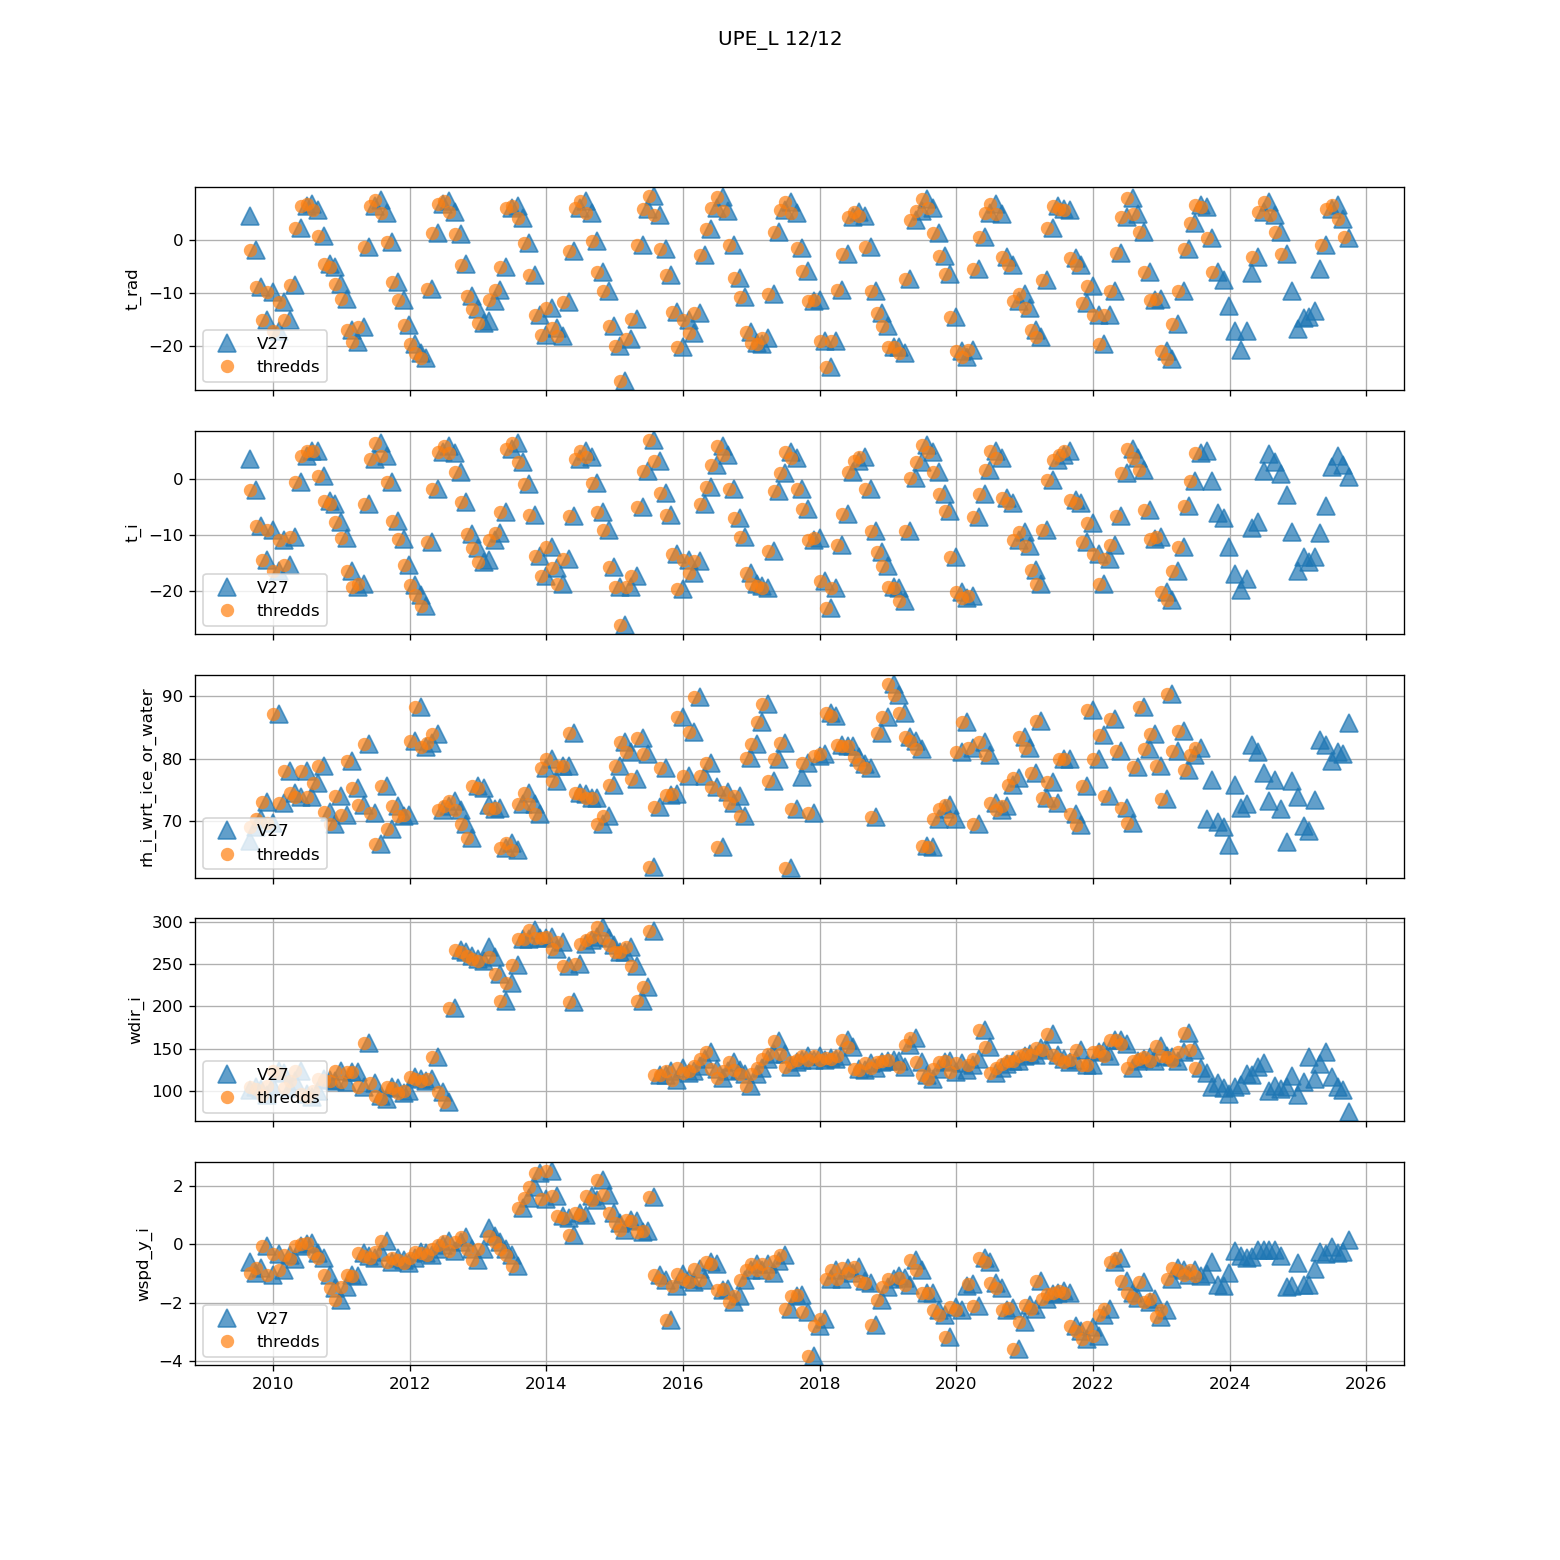 UPE_L 12/12
t_rad
0
−10
−20
V27
thredds
t_i
0
−10
−20
V27
thredds
rh_i_wrt_ice_or_water
90
80
70
V27
thredds
wdir_i
300
250
200
150
100
V27
thredds
wspd_y_i
2
0
−2
−4
V27
thredds
2010 2012 2014 2016 2018 2020 2022 2024 2026